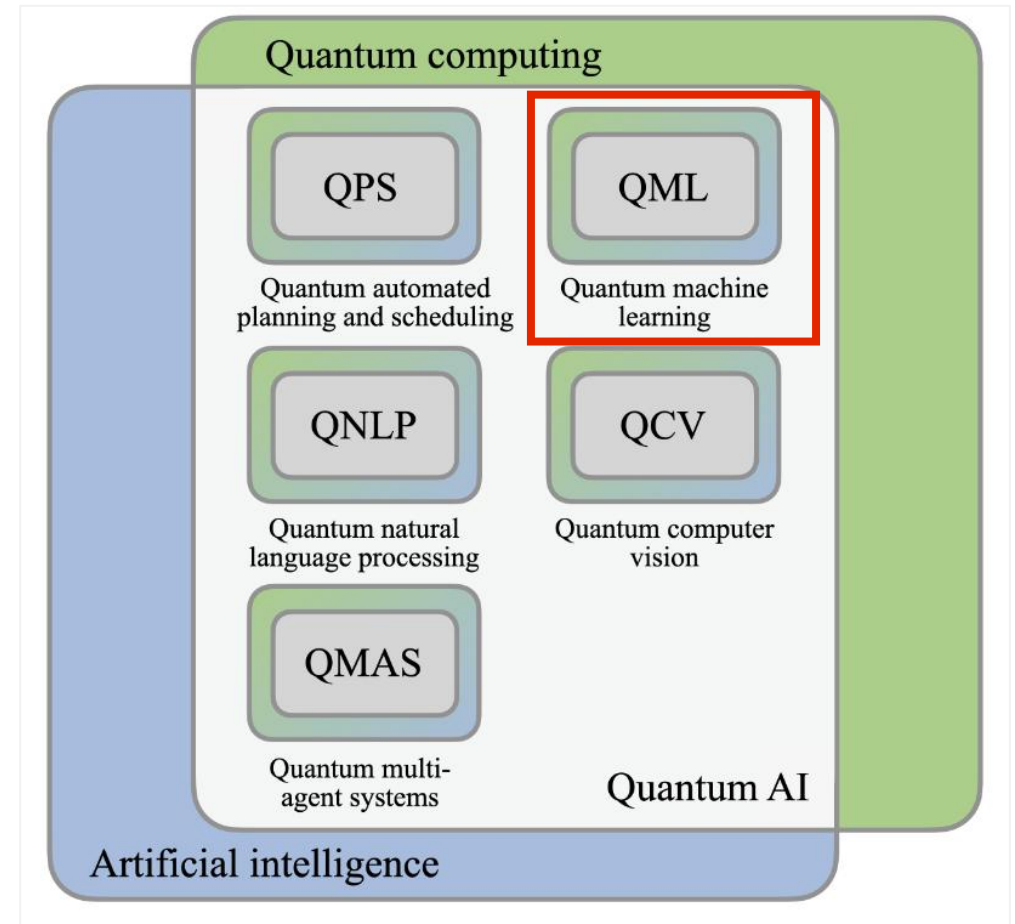 Quantum computing
QPS
QML
Quantum automated
planning and scheduling
Quantum machine
learning
QNLP
QCV
Quantum natural
language processing
Quantum computer
vision
QMAS
Quantum multi-
agent systems
Quantum AI
Artificial intelligence